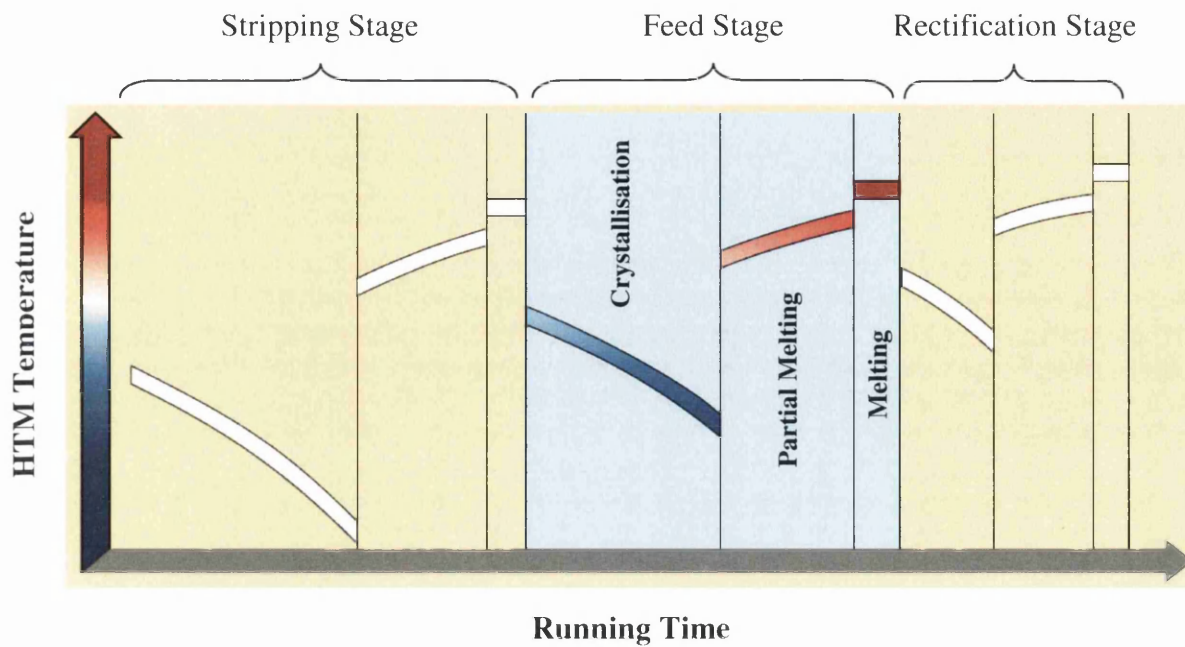 Stripping Stage
Feed Stage
Rectification Stage
HTM Temperature
Crystallisation
Partial Melting
Melting
Running Time